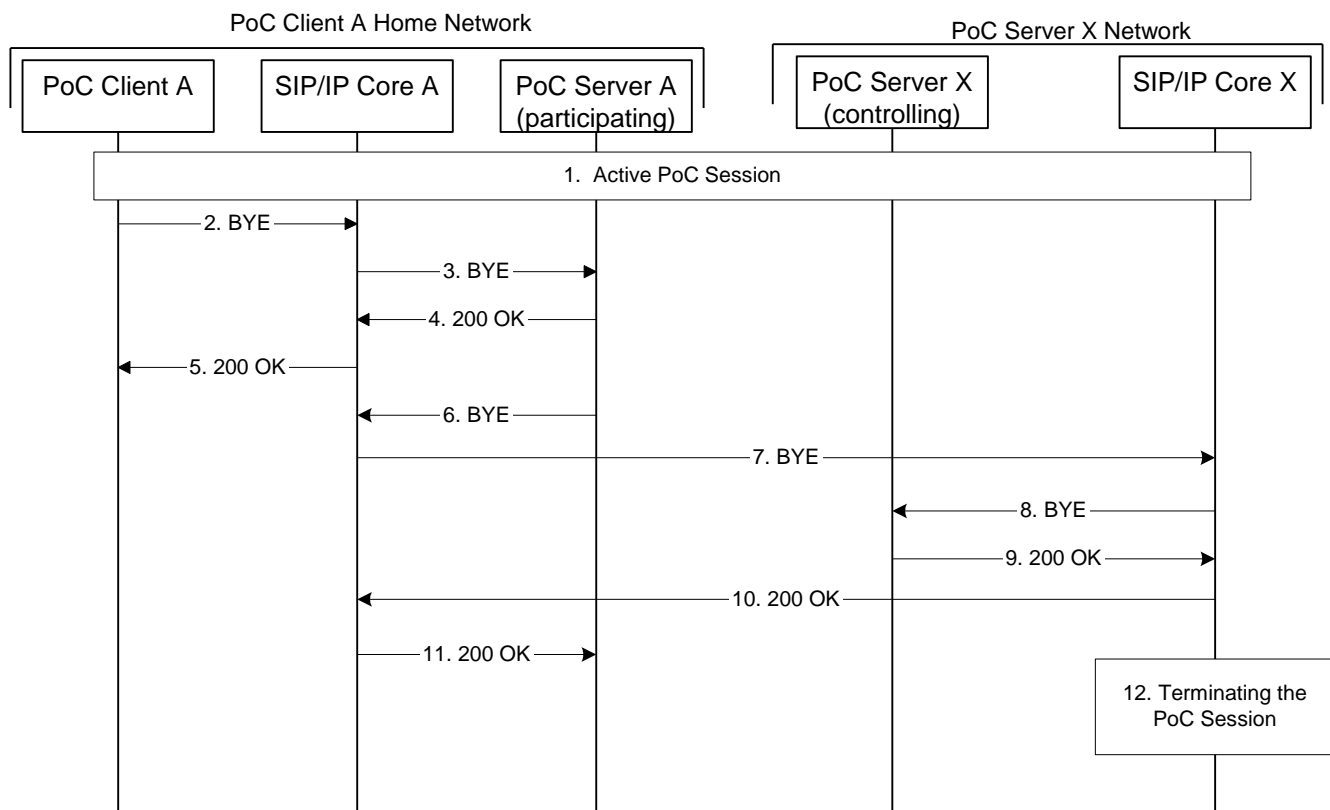 PoC Client A Home Network
PoC Server X Network
PoC Client A
SIP/IP Core A
PoC Server A
(participating)
PoC Server X
(controlling)
SIP/IP Core X
1. Active PoC Session
2. BYE
3. BYE
4. 200 OK
5. 200 OK
6. BYE
7. BYE
8. BYE
9. 200 OK
10. 200 OK
11. 200 OK
12. Terminating the
PoC Session